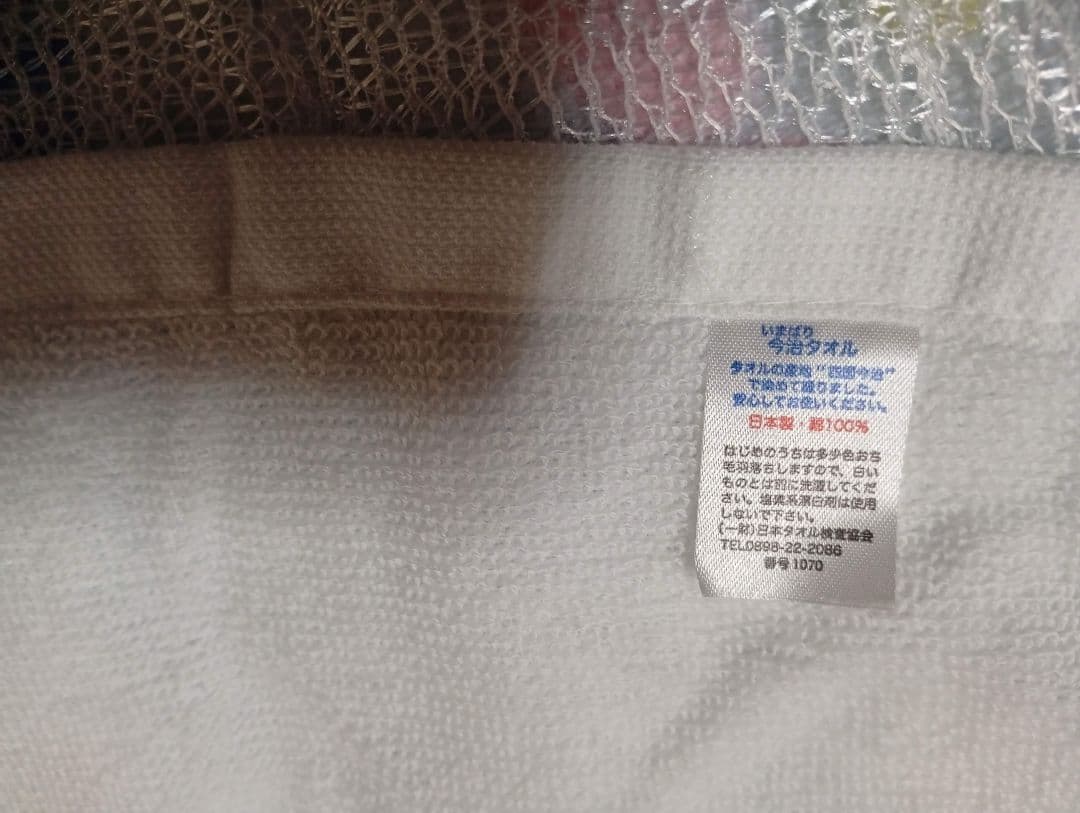 いまばり
今治タオル
タオルの産地"四国今治"
で染めて織りました。
安心してお使いください。
日本製・綿100%
はじめのうちは多少色おち
毛羽落ちしますので、白い
ものとは別に洗濯してくだ
さい。塩素系漂白剤は使用
しないで下さい。
(一財)日本タオル検査協会
TEL0898-22-2086
番号1070